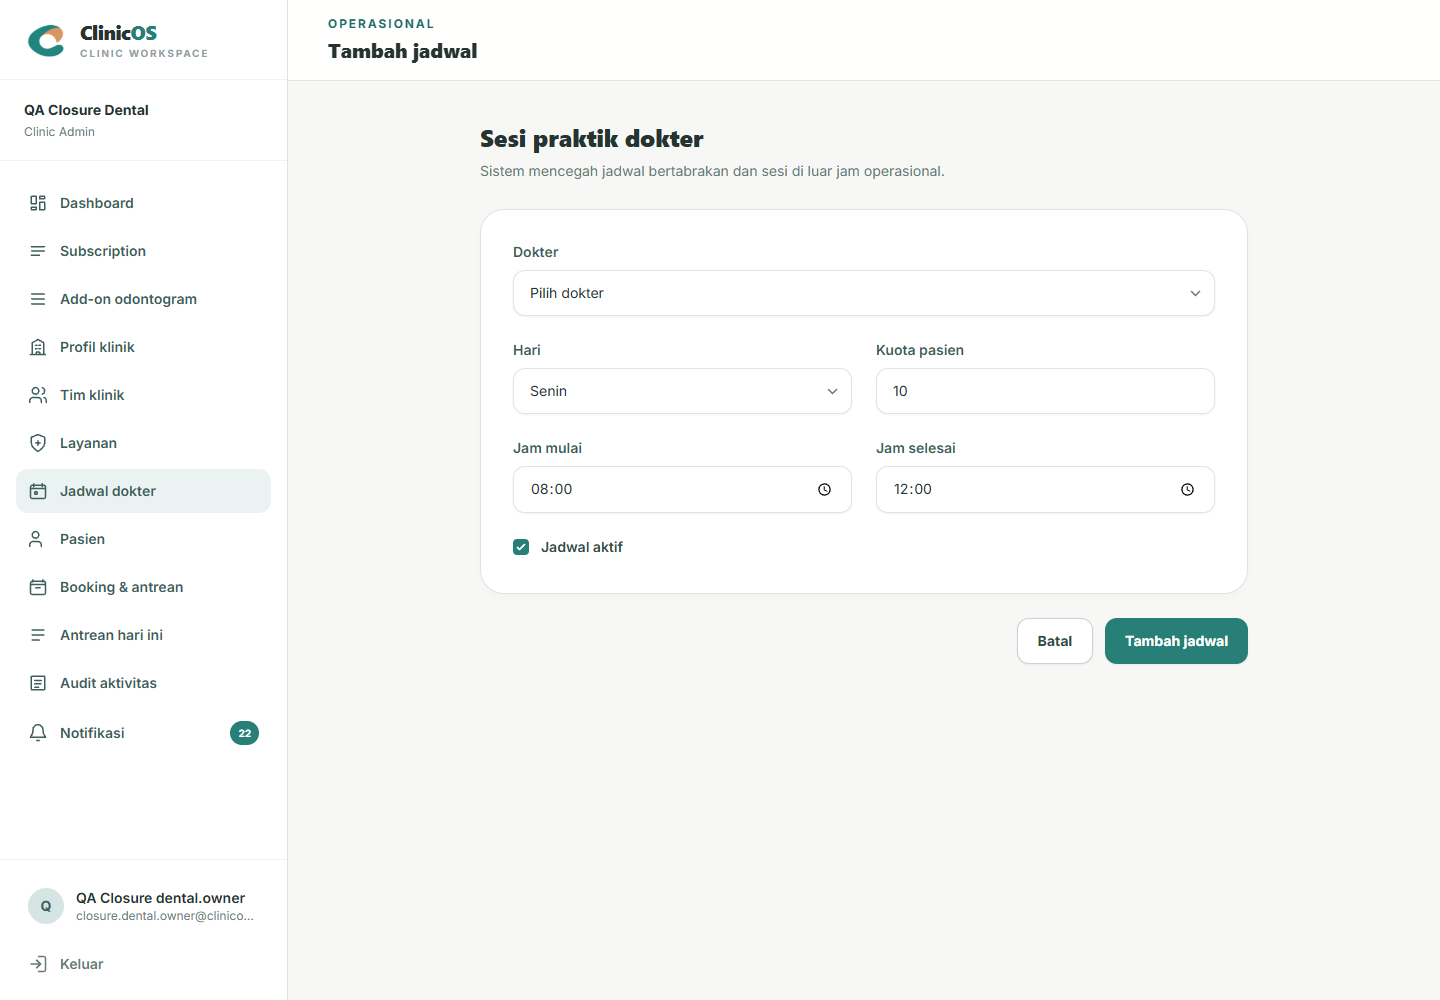 ClinicOS
CLINIC WORKSPACE
QA Closure Dental
Clinic Admin
Dashboard
Subscription
Add-on odontogram
Profil klinik
Tim klinik
Layanan
Jadwal dokter
Pasien
Booking & antrean
Antrean hari ini
Audit aktivitas
Notifikasi 22
Q
QA Closure dental.owner
closure.dental.owner@clinico...
Keluar
OPERASIONAL
Tambah jadwal
Sesi praktik dokter
Sistem mencegah jadwal bertabrakan dan sesi di luar jam operasional.
Dokter
Pilih dokter
Hari Kuota pasien
Senin 10
Jam mulai Jam selesai
08:00 12:00
Jadwal aktif
Batal Tambah jadwal